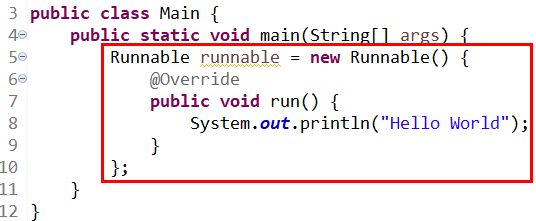 3 public class Main {
4 public static void main(String[] args) {
5 Runnable runnable = new Runnable() {
6 @Override
7 public void run() {
8 System.out.println("Hello World");
9 }
10 };
11 }
12 }